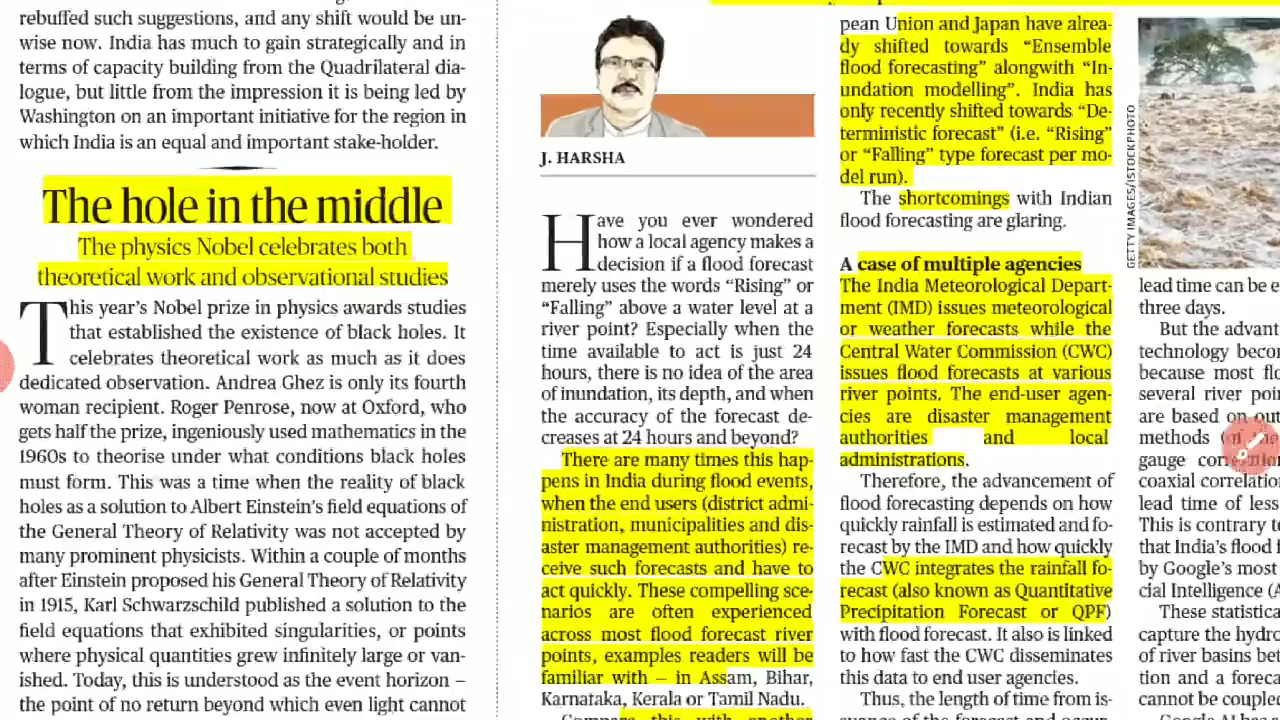 rebuffed such suggestions, and any shift would be un-
wise now. India has much to gain strategically and in
terms of capacity building from the Quadrilateral dia-
logue, but little from the impression it is being led by
Washington on an important initiative for the region in
which India is an equal and important stake-holder.
The hole in the middle
The physics Nobel celebrates both
theoretical work and observational studies
This year’s Nobel prize in physics awards studies
that established the existence of black holes. It
celebrates theoretical work as much as it does
dedicated observation. Andrea Ghez is only its fourth
woman recipient. Roger Penrose, now at Oxford, who
gets half the prize, ingeniously used mathematics in the
1960s to theorise under what conditions black holes
must form. This was a time when the reality of black
holes as a solution to Albert Einstein’s field equations of
the General Theory of Relativity was not accepted by
many prominent physicists. Within a couple of months
after Einstein proposed his General Theory of Relativity
in 1915, Karl Schwarzschild published a solution to the
field equations that exhibited singularities, or points
where physical quantities grew infinitely large or van-
ished. Today, this is understood as the event horizon –
the point of no return beyond which even light cannot
J. HARSHA
Have you ever wondered
how a local agency makes a
decision if a flood forecast
merely uses the words “Rising” or
“Falling” above a water level at a
river point? Especially when the
time available to act is just 24
hours, there is no idea of the area
of inundation, its depth, and when
the accuracy of the forecast de-
creases at 24 hours and beyond?
There are many times this hap-
pens in India during flood events,
when the end users (district admi-
nistration, municipalities and dis-
aster management authorities) re-
ceive such forecasts and have to
act quickly. These compelling sce-
narios are often experienced
across most flood forecast river
points, examples readers will be
familiar with – in Assam, Bihar,
Karnataka, Kerala or Tamil Nadu.
Compare this with another
pean Union and Japan have alrea-
dy shifted towards “Ensemble
flood forecasting” alongwith “In-
undation modelling”. India has
only recently shifted towards “De-
terministic forecast” (i.e. “Rising”
or “Falling” type forecast per mo-
del run).
The shortcomings with Indian
flood forecasting are glaring.
A case of multiple agencies
The India Meteorological Depart-
ment (IMD) issues meteorological
or weather forecasts while the
Central Water Commission (CWC)
issues flood forecasts at various
river points. The end-user agen-
cies are disaster management
authorities and local
administrations.
Therefore, the advancement of
flood forecasting depends on how
quickly rainfall is estimated and fo-
recast by the IMD and how quickly
the CWC integrates the rainfall fo-
recast (also known as Quantitative
Precipitation Forecast or QPF)
with flood forecast. It also is linked
to how fast the CWC disseminates
this data to end user agencies.
Thus, the length of time from is-
suance of the forecast and
GETTY IMAGES/ISTOCKPHOTO
lead time can be
three days.
But the
technology
because most
several river
are based on
methods
gauge
coaxial
lead time of
This is contrary
that India’s flood
by Google’s most
cial Intelligence
These
capture the
of river basins
tion and a
cannot be
Google AI has